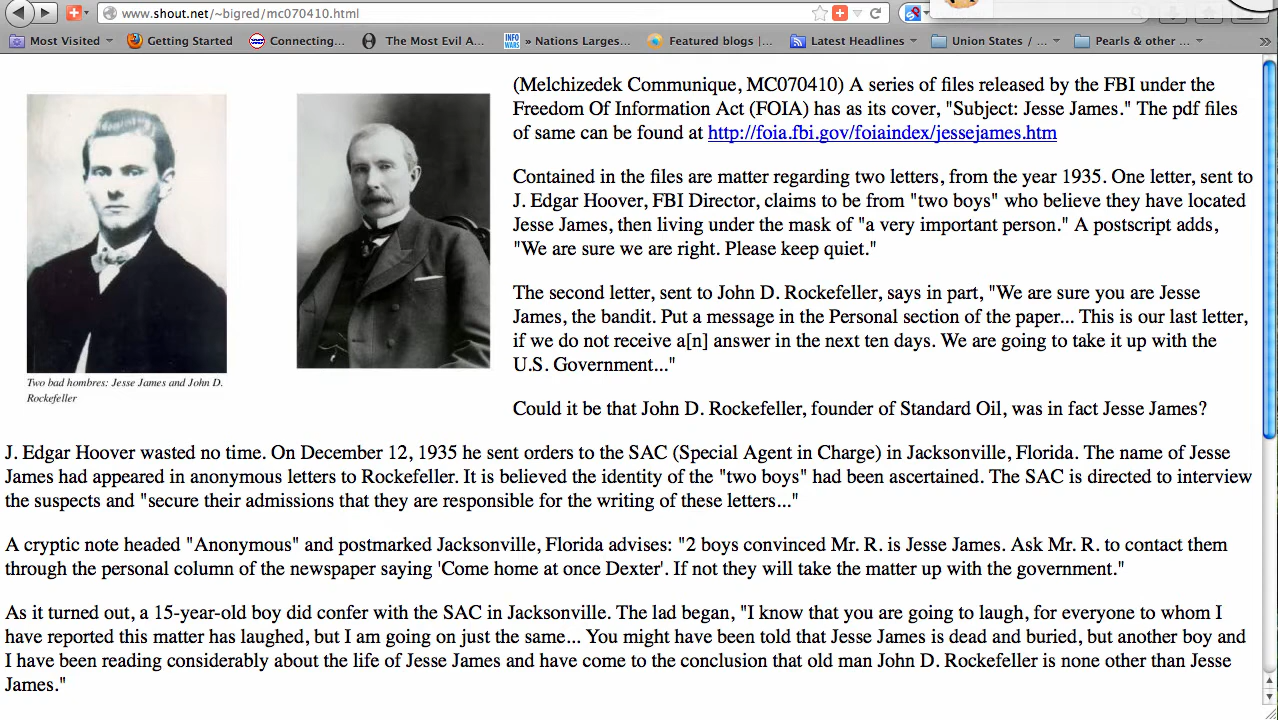 www.shout.net/~bigred/mc070410.html
Most Visited
Getting Started
Connecting...
The Most Evil A...
INFO WARS
» Nations Larges...
Featured blogs |...
Latest Headlines
Union States / ...
Pearls & other ...
(Melchizedek Communique, MC070410) A series of files released by the FBI under the
Freedom Of Information Act (FOIA) has as its cover, "Subject: Jesse James." The pdf files
of same can be found at http://foia.fbi.gov/foiaindex/jessejames.htm
Contained in the files are matter regarding two letters, from the year 1935. One letter, sent to
J. Edgar Hoover, FBI Director, claims to be from "two boys" who believe they have located
Jesse James, then living under the mask of "a very important person." A postscript adds,
"We are sure we are right. Please keep quiet."
The second letter, sent to John D. Rockefeller, says in part, "We are sure you are Jesse
James, the bandit. Put a message in the Personal section of the paper... This is our last letter,
if we do not receive a[n] answer in the next ten days. We are going to take it up with the
U.S. Government..."
Could it be that John D. Rockefeller, founder of Standard Oil, was in fact Jesse James?
Two bad hombres: Jesse James and John D.
Rockefeller
J. Edgar Hoover wasted no time. On December 12, 1935 he sent orders to the SAC (Special Agent in Charge) in Jacksonville, Florida. The name of Jesse
James had appeared in anonymous letters to Rockefeller. It is believed the identity of the "two boys" had been ascertained. The SAC is directed to interview
the suspects and "secure their admissions that they are responsible for the writing of these letters..."
A cryptic note headed "Anonymous" and postmarked Jacksonville, Florida advises: "2 boys convinced Mr. R. is Jesse James. Ask Mr. R. to contact them
through the personal column of the newspaper saying 'Come home at once Dexter'. If not they will take the matter up with the government."
As it turned out, a 15-year-old boy did confer with the SAC in Jacksonville. The lad began, "I know that you are going to laugh, for everyone to whom I
have reported this matter has laughed, but I am going on just the same... You might have been told that Jesse James is dead and buried, but another boy and
I have been reading considerably about the life of Jesse James and have come to the conclusion that old man John D. Rockefeller is none other than Jesse
James."